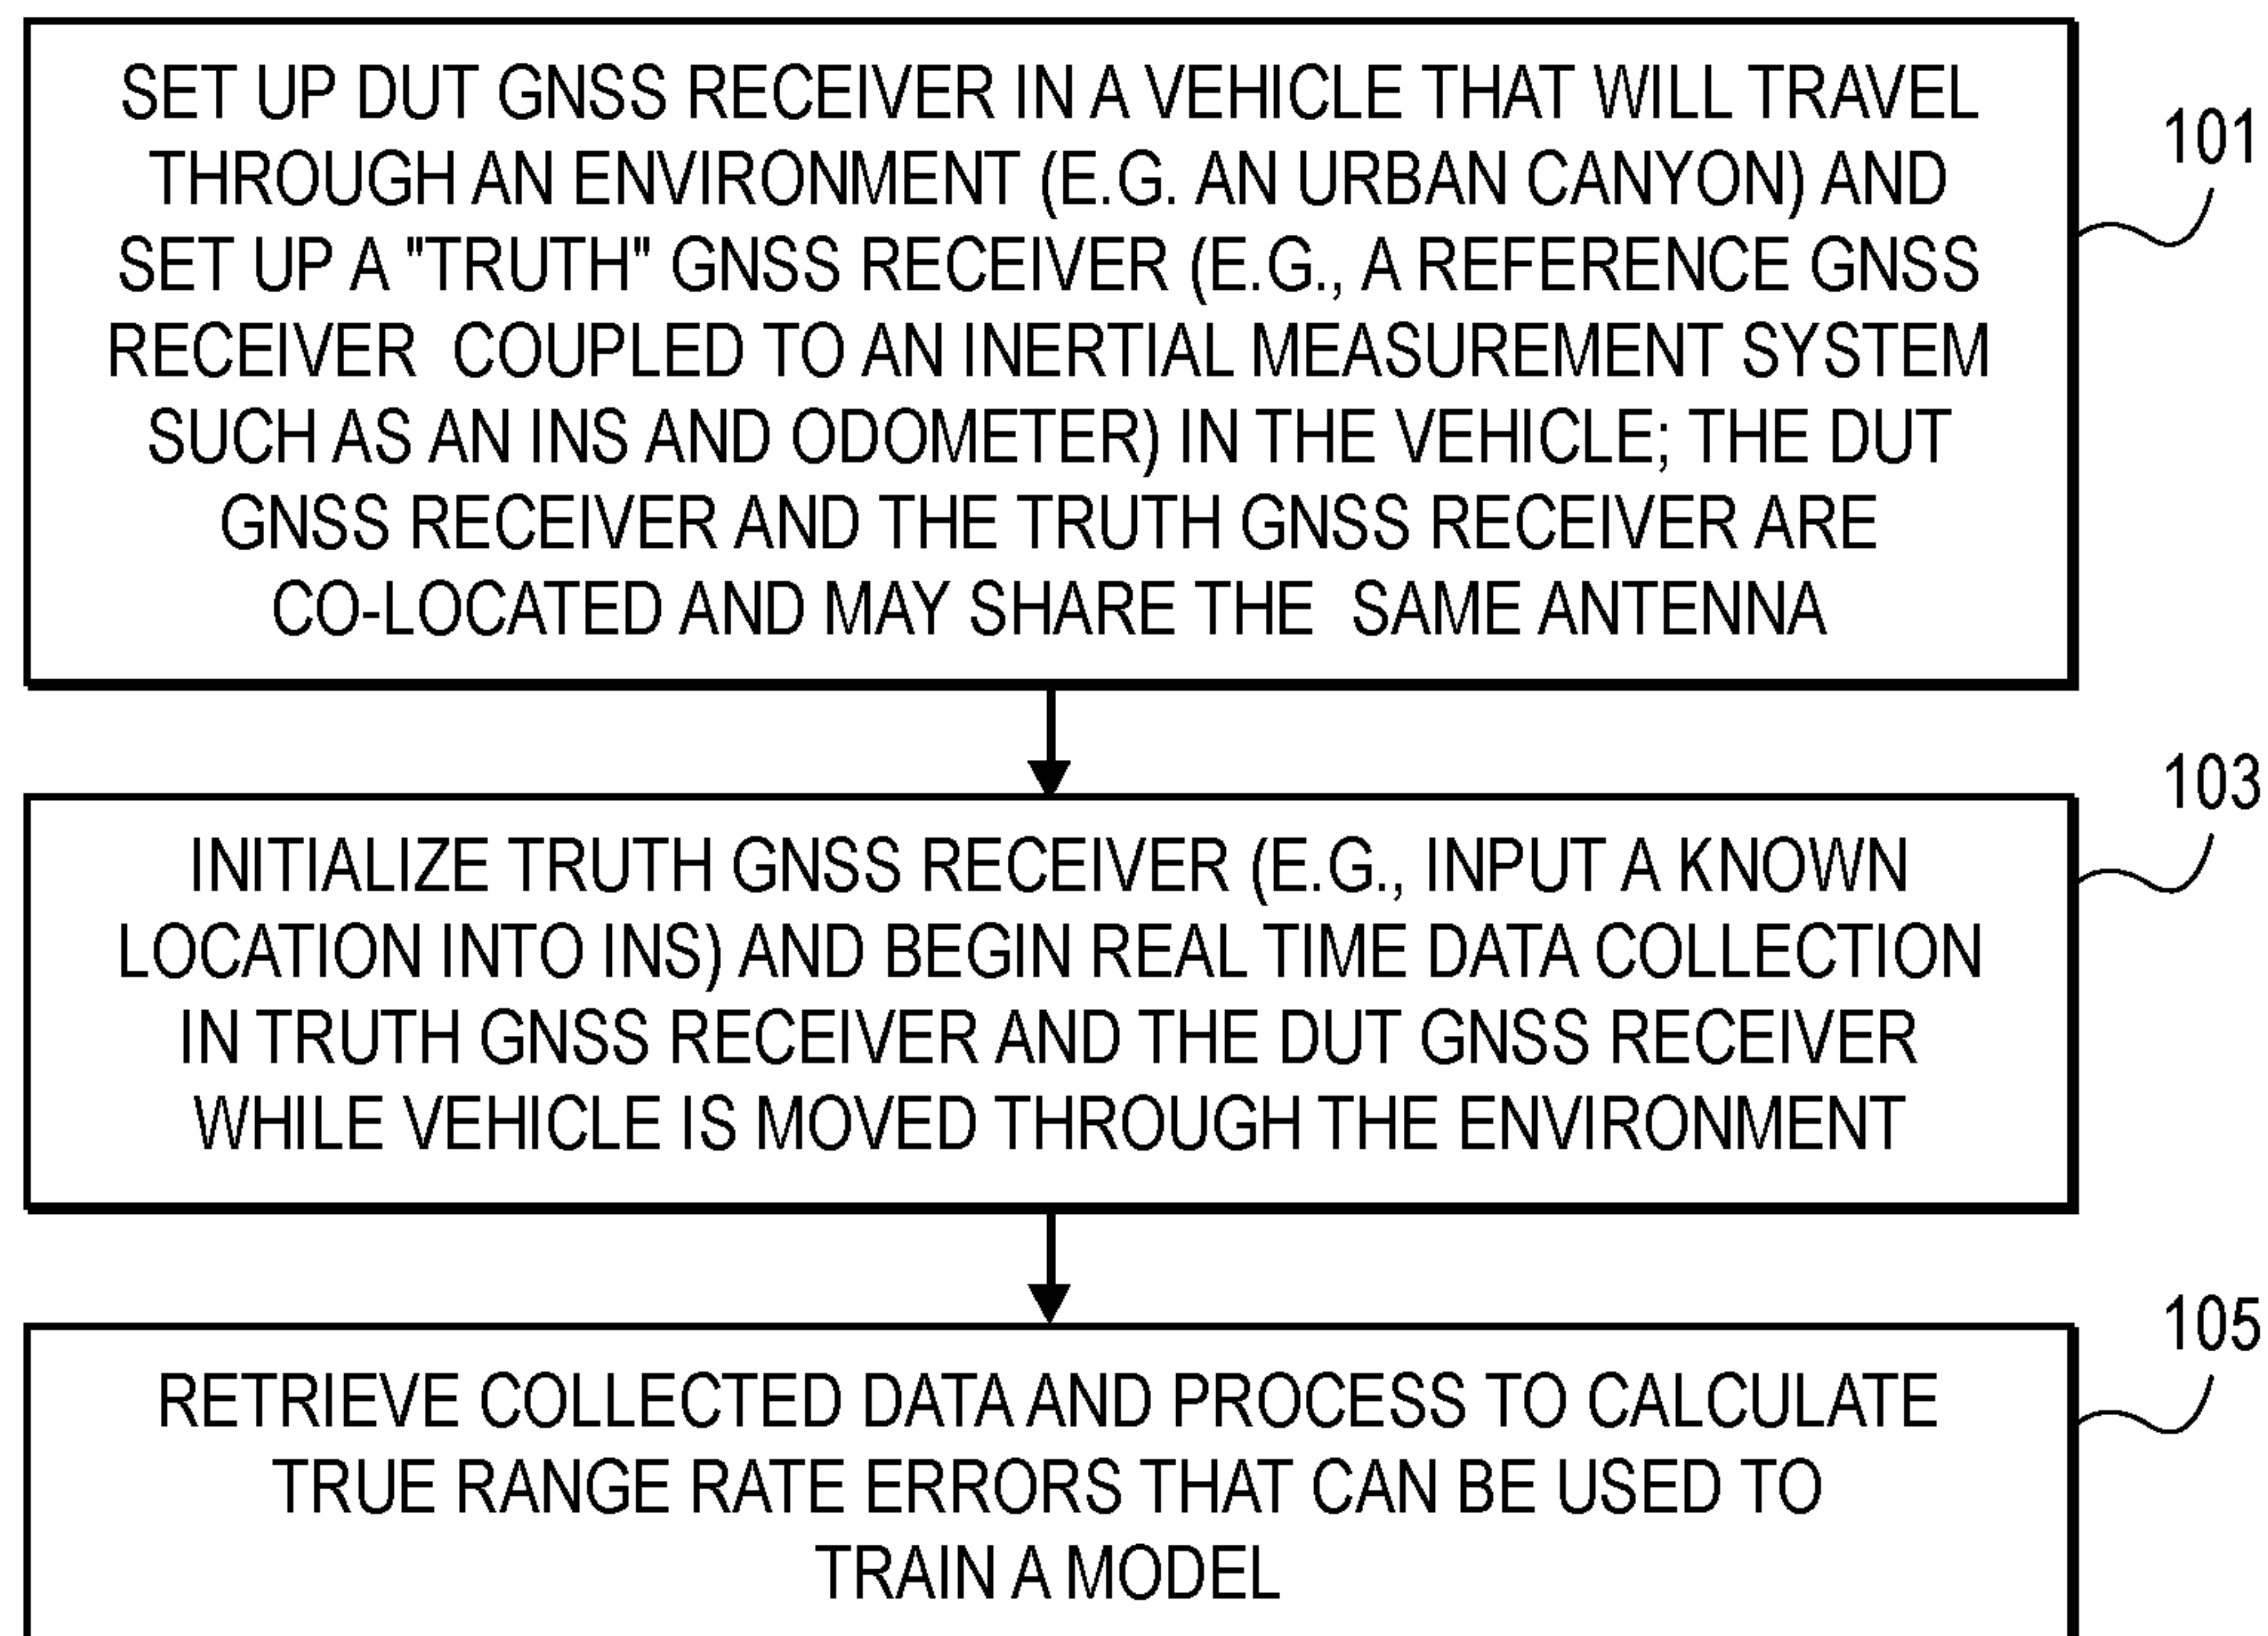 SET UP DUT GNSS RECEIVER IN A VEHICLE THAT WILL TRAVEL
THROUGH AN ENVIRONMENT (E.G. AN URBAN CANYON) AND
SET UP A "TRUTH" GNSS RECEIVER (E.G., A REFERENCE GNSS
RECEIVER COUPLED TO AN INERTIAL MEASUREMENT SYSTEM
SUCH AS AN INS AND ODOMETER) IN THE VEHICLE; THE DUT
GNSS RECEIVER AND THE TRUTH GNSS RECEIVER ARE
CO-LOCATED AND MAY SHARE THE SAME ANTENNA
101
INITIALIZE TRUTH GNSS RECEIVER (E.G., INPUT A KNOWN
LOCATION INTO INS) AND BEGIN REAL TIME DATA COLLECTION
IN TRUTH GNSS RECEIVER AND THE DUT GNSS RECEIVER
WHILE VEHICLE IS MOVED THROUGH THE ENVIRONMENT
103
RETRIEVE COLLECTED DATA AND PROCESS TO CALCULATE
TRUE RANGE RATE ERRORS THAT CAN BE USED TO
TRAIN A MODEL
105